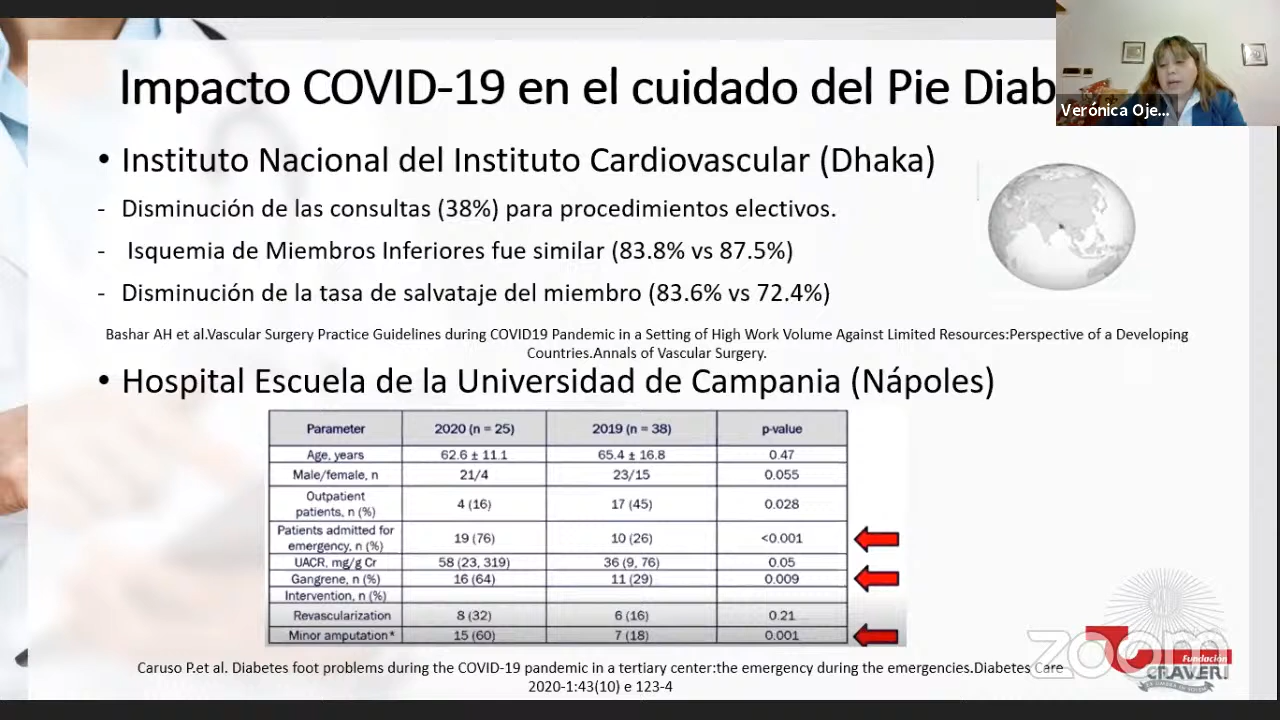 Impacto COVID-19 en el cuidado del Pie Diab
Verónica Oje...
• Instituto Nacional del Instituto Cardiovascular (Dhaka)
- Disminución de las consultas (38%) para procedimientos electivos.
- Isquemia de Miembros Inferiores fue similar (83.8% vs 87.5%)
- Disminución de la tasa de salvataje del miembro (83.6% vs 72.4%)
Bashar AH et al.Vascular Surgery Practice Guidelines during COVID19 Pandemic in a Setting of High Work Volume Against Limited Resources:Perspective of a Developing
Countries.Annals of Vascular Surgery.
• Hospital Escuela de la Universidad de Campania (Nápoles)
Parameter 2020 (n = 25) 2019 (n = 38) p-value
Age, years 62.6 ± 11.1 65.4 ± 16.8 0.47
Male/female, n 21/4 23/15 0.055
Outpatient
patients, n (%) 4 (16) 17 (45) 0.028
Patients admitted for
emergency, n (%) 19 (76) 10 (26) <0.001
UACR, mg/g Cr 58 (23, 319) 36 (9, 76) 0.05
Gangrene, n (%) 16 (64) 11 (29) 0.009
Intervention, n (%)
Revascularization 8 (32) 6 (16) 0.21
Minor amputation* 15 (60) 7 (18) 0.001
Caruso P.et al. Diabetes foot problems during the COVID19 pandemic in a tertiary center:the emergency during the emergencies.Diabetes Care
2020-1:43(10) e 123-4
zoom
Fundación
CRAVERI